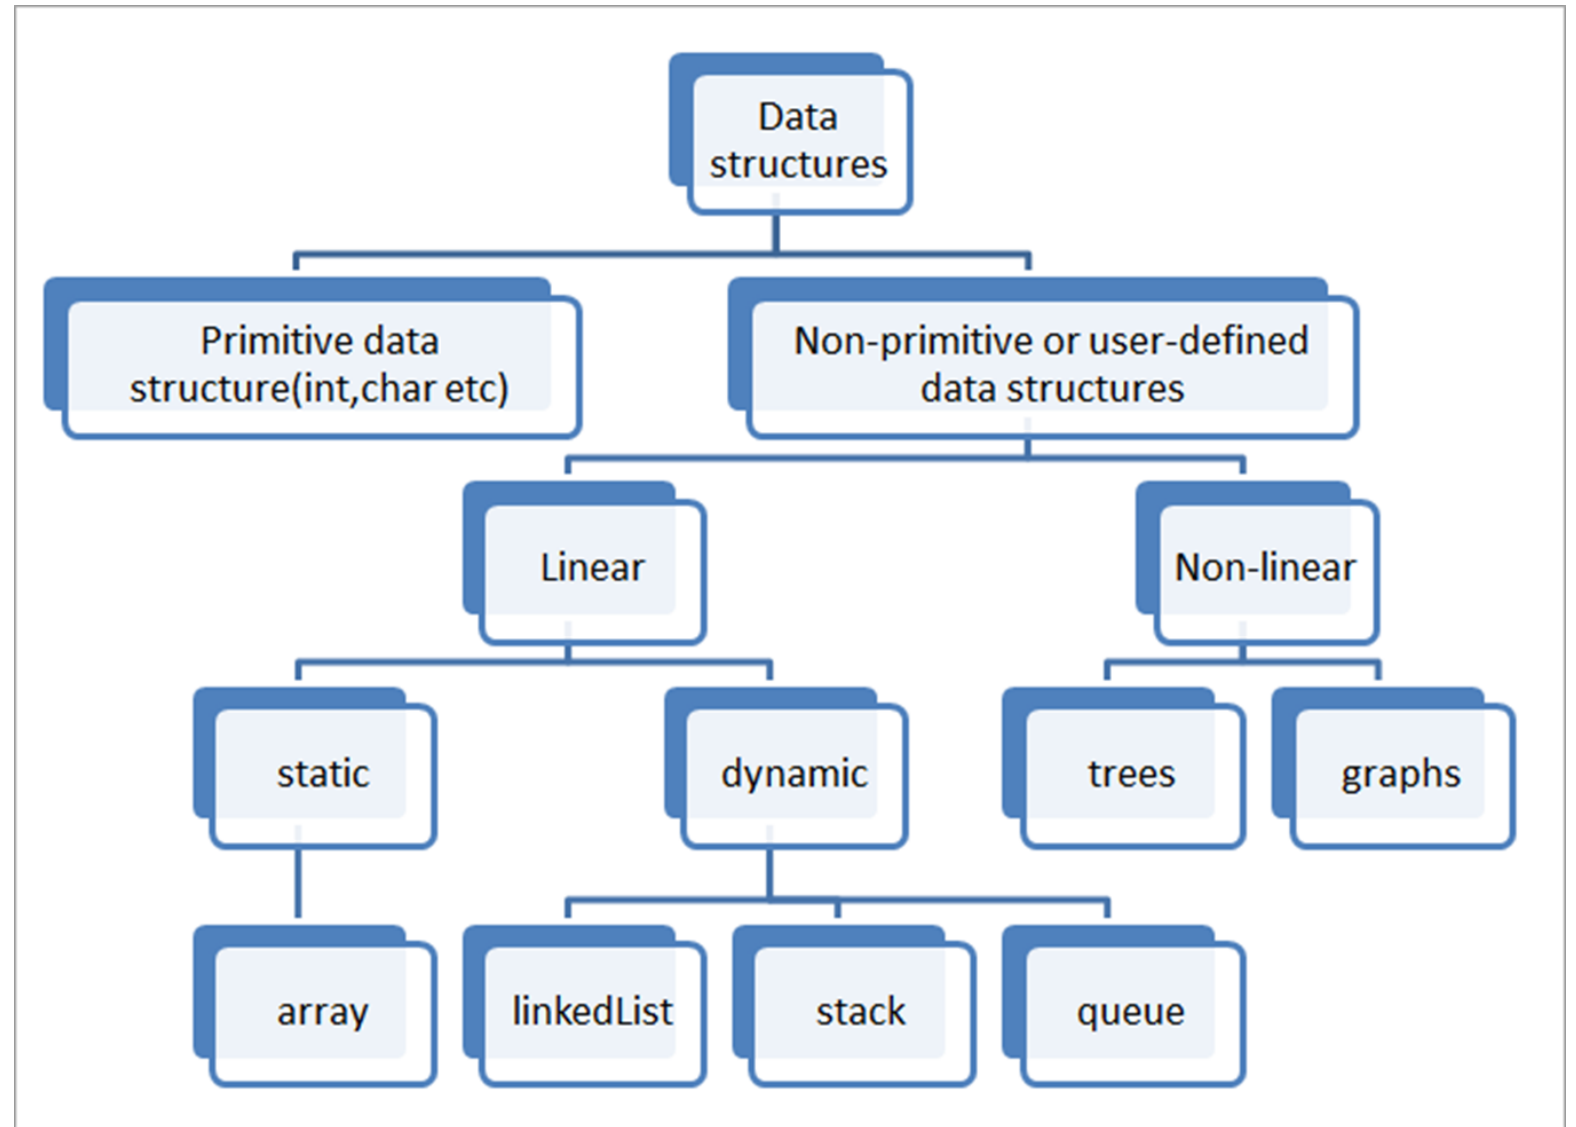 Data
structures
Primitive data
structure(int,char etc)
Non-primitive or user-defined
data structures
Linear
Non-linear
static
dynamic
trees
graphs
array
linkedList
stack
queue